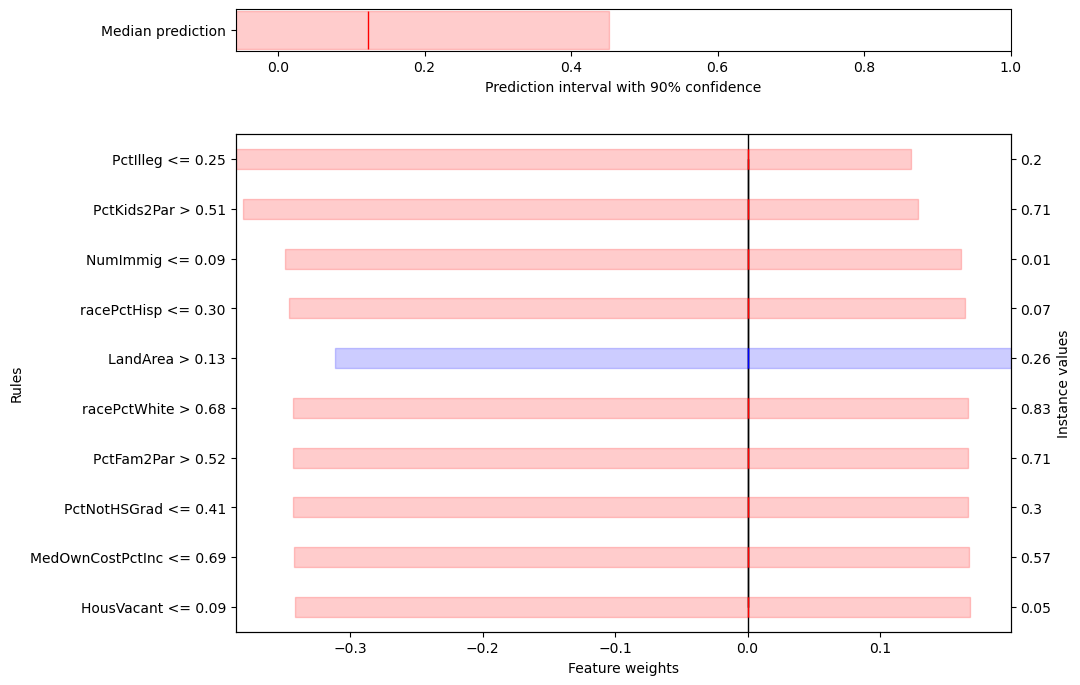 Median prediction
0.0 0.2 0.4 0.6 0.8 1.0
Prediction interval with 90% confidence
PctIlleg <= 0.25 0.2
PctKids2Par > 0.51 0.71
NumImmig <= 0.09 0.01
racePctHisp <= 0.30 0.07
LandArea > 0.13 0.26
racePctWhite > 0.68 0.83
PctFam2Par > 0.52 0.71
PctNotHSGrad <= 0.41 0.3
MedOwnCostPctInc <= 0.69 0.57
HousVacant <= 0.09 0.05
Rules
Instance values
−0.3 −0.2 −0.1 0.0 0.1
Feature weights